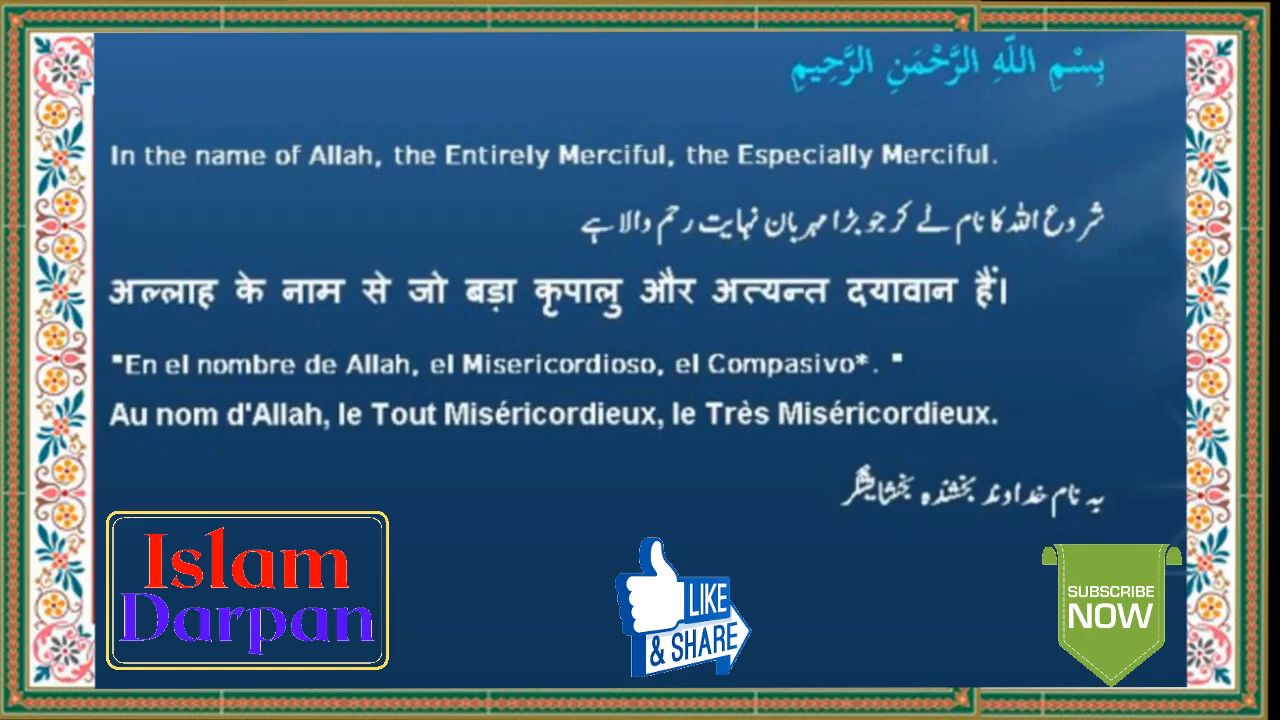 بِسْمِ اللَّهِ الرَّحْمَنِ الرَّحِيمِ
In the name of Allah, the Entirely Merciful, the Especially Merciful.
شروع الله کا نام لے کر جو بڑا مہربان نہایت رحم والا ہے
अल्लाह के नाम से जो बड़ा कृपालु और अत्यन्त दयावान हैं।
"En el nombre de Allah, el Misericordioso, el Compasivo*. "
Au nom d'Allah, le Tout Miséricordieux, le Très Miséricordieux.
به نام خداوند بخشنده بخشایشگر
Islam
Darpan
LIKE
& SHARE
SUBSCRIBE
NOW